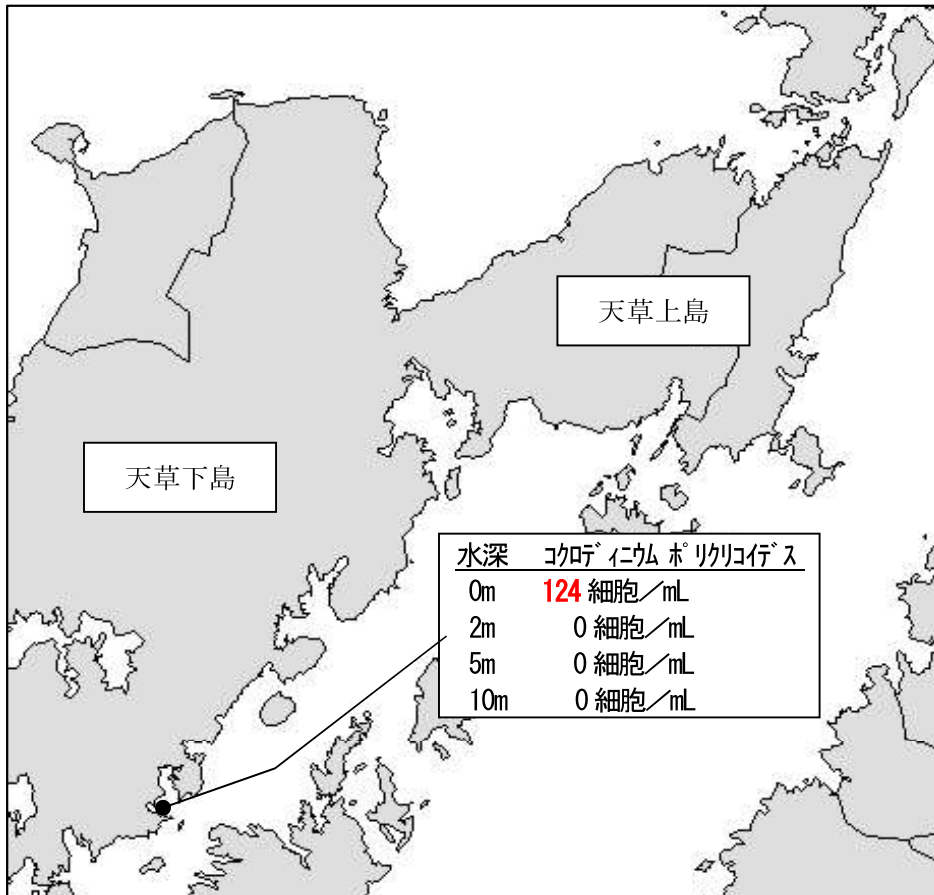 天草上島
天草下島
水深 コクロディニウム ポリクリコイデス
0m 124 細胞／mL
2m 0 細胞／mL
5m 0 細胞／mL
10m 0 細胞／mL